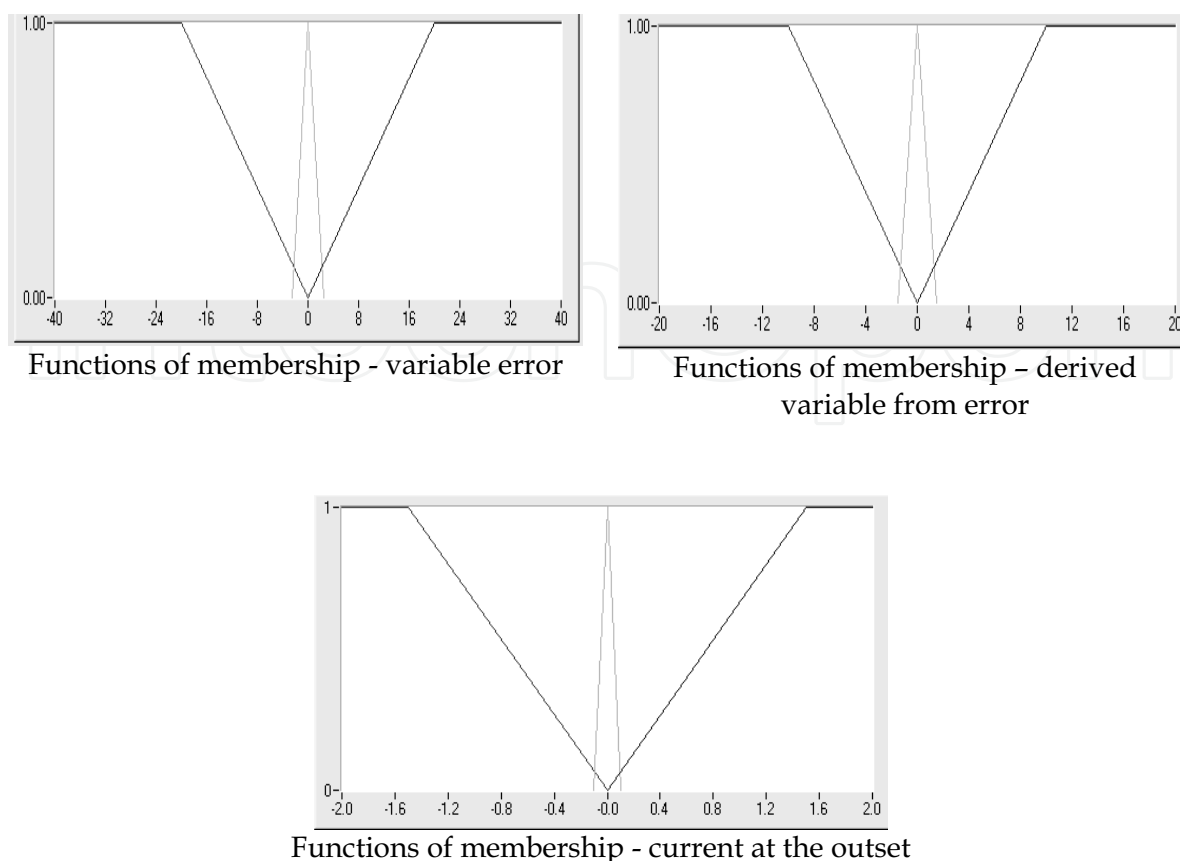 1.00
0.00
-40 -32 -24 -16 -8 0 8 16 24 32 40
Functions of membership - variable error
1.00
0.00
-20 -16 -12 -8 -4 0 4 8 12 16 20
Functions of membership – derived
variable from error
1
0
-2.0 -1.6 -1.2 -0.8 -0.4 -0.0 0.4 0.8 1.2 1.6 2.0
Functions of membership - current at the outset